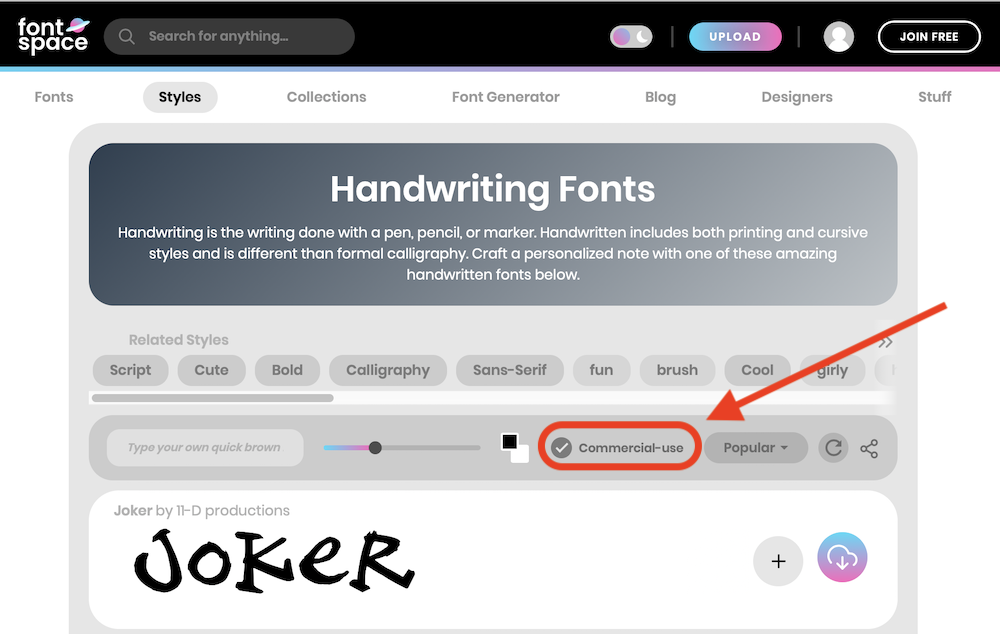 font
space
Search for anything...
UPLOAD
JOIN FREE
Fonts
Styles
Collections
Font Generator
Blog
Designers
Stuff
Handwriting Fonts
Handwriting is the writing done with a pen, pencil, or marker. Handwritten includes both printing and cursive
styles and is different than formal calligraphy. Craft a personalized note with one of these amazing
handwritten fonts below.
Related Styles
Script
Cute
Bold
Calligraphy
Sans-Serif
fun
brush
Cool
girly
Type your own quick brown
Commercial-use
Popular
Joker by 11-D productions
JOKeR